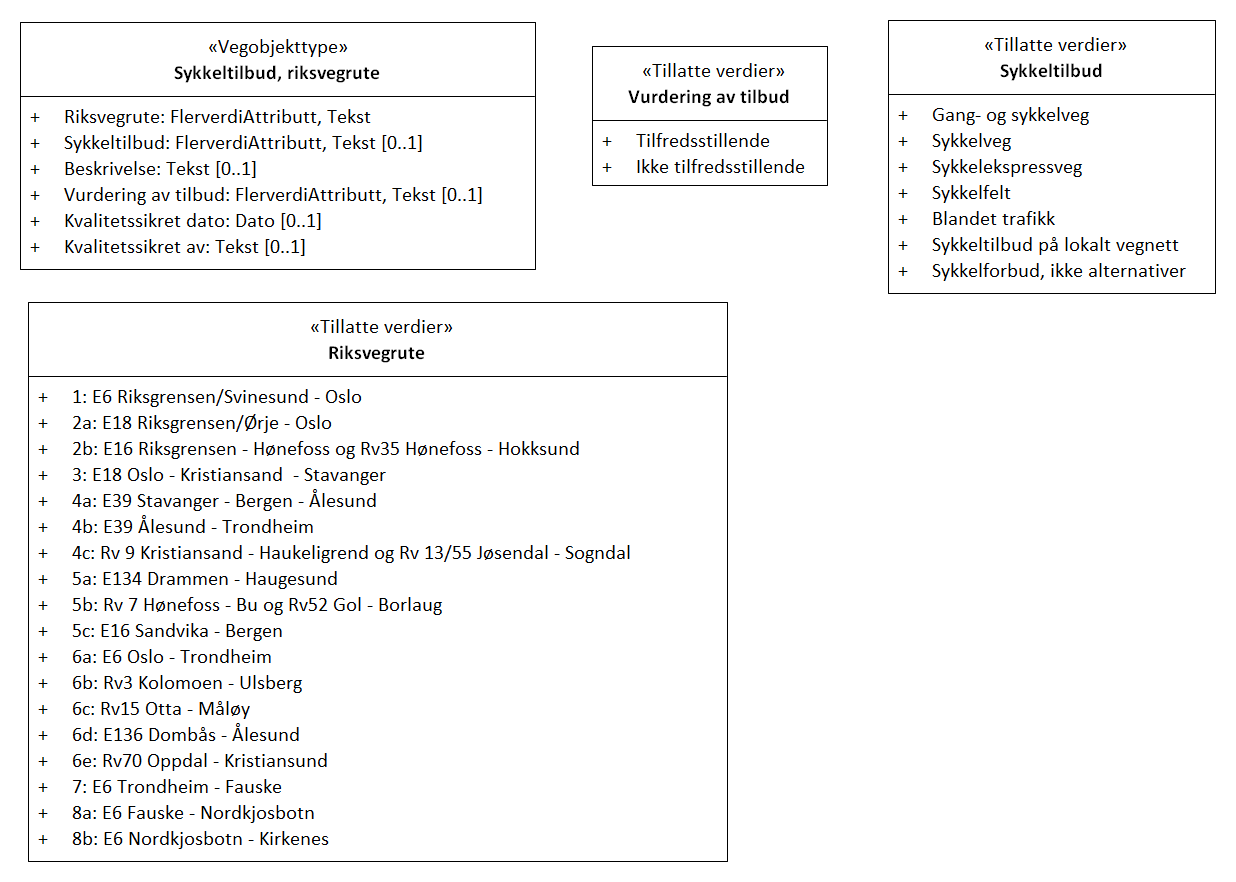 «Vegobjekttype»
Sykkeltilbud, riksvegrute
+ Riksvegrute: FlerverdiAttributt, Tekst
+ Sykkeltilbud: FlerverdiAttributt, Tekst [0..1]
+ Beskrivelse: Tekst [0..1]
+ Vurdering av tilbud: FlerverdiAttributt, Tekst [0..1]
+ Kvalitetssikret dato: Dato [0..1]
+ Kvalitetssikret av: Tekst [0..1]
«Tillatte verdier»
Vurdering av tilbud
+ Tilfredsstillende
+ Ikke tilfredsstillende
«Tillatte verdier»
Sykkeltilbud
+ Gang- og sykkelveg
+ Sykkelveg
+ Sykkelekspressveg
+ Sykkelfelt
+ Blandet trafikk
+ Sykkeltilbud på lokalt vegnett
+ Sykkelforbud, ikke alternativer
«Tillatte verdier»
Riksvegrute
+ 1: E6 Riksgrensen/Svinesund - Oslo
+ 2a: E18 Riksgrensen/Ørje - Oslo
+ 2b: E16 Riksgrensen - Hønefoss og Rv35 Hønefoss - Hokksund
+ 3: E18 Oslo - Kristiansand  - Stavanger
+ 4a: E39 Stavanger - Bergen - Ålesund
+ 4b: E39 Ålesund - Trondheim
+ 4c: Rv 9 Kristiansand - Haukeligrend og Rv 13/55 Jøsendal - Sogndal
+ 5a: E134 Drammen - Haugesund
+ 5b: Rv 7 Hønefoss - Bu og Rv52 Gol - Borlaug
+ 5c: E16 Sandvika - Bergen
+ 6a: E6 Oslo - Trondheim
+ 6b: Rv3 Kolomoen - Ulsberg
+ 6c: Rv15 Otta - Måløy
+ 6d: E136 Dombås - Ålesund
+ 6e: Rv70 Oppdal - Kristiansund
+ 7: E6 Trondheim - Fauske
+ 8a: E6 Fauske - Nordkjosbotn
+ 8b: E6 Nordkjosbotn - Kirkenes